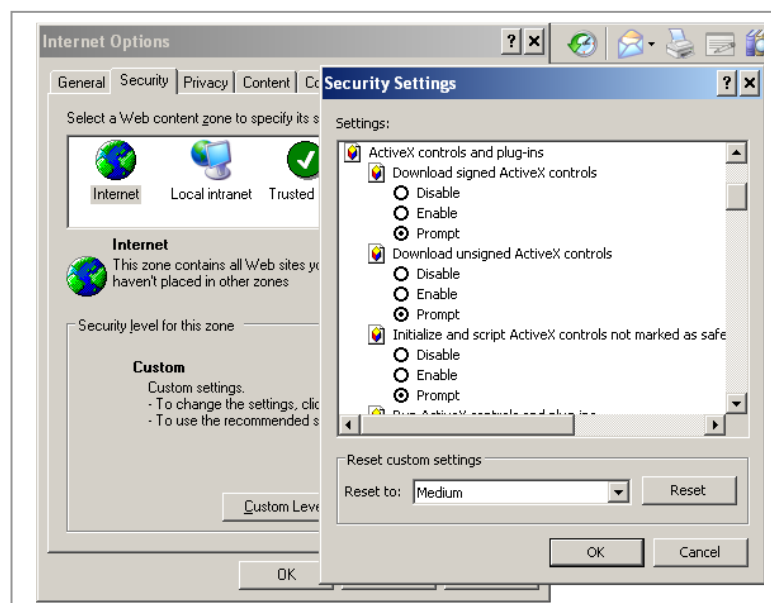 Internet Options
General Security Privacy Content
Select a Web content zone to specify its
Internet Local intranet Trusted
Internet
This zone contains all Web sites
haven't placed in other zones
Security level for this zone
Custom
Custom settings.
- To change the settings,
- To use the recommended
Custom
OK
Security Settings
Settings:
ActiveX controls and plug-ins
Download signed ActiveX controls
Disable
Enable
Prompt
Download unsigned ActiveX controls
Disable
Enable
Prompt
Initialize and script ActiveX controls not marked as safe
Disable
Enable
Prompt
Reset custom settings
Reset to: Medium Reset
OK Cancel